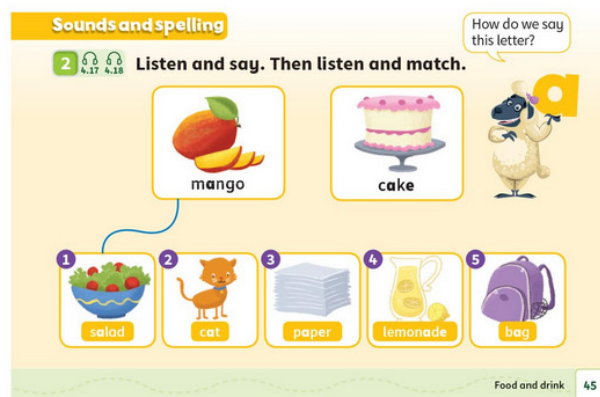 Sounds and spelling
How do we say
this letter?
a
2 4.17 4.18 Listen and say. Then listen and match.
mango
cake
1
2
3
4
5
salad
cat
paper
lemonade
bag
Food and drink 45